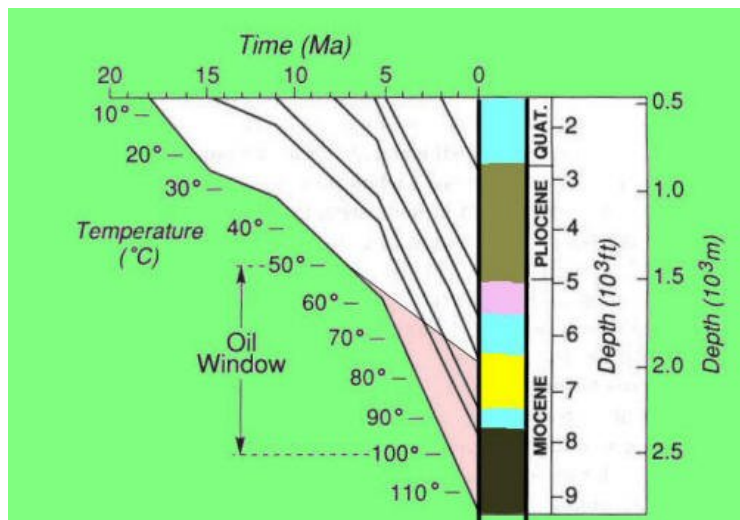 Time (Ma)
20 15 10 5 0
10°
20°
30°
40°
50°
60°
70°
80°
90°
100°
110°
Temperature
(°C)
Oil
Window
QUAT.
PLIOCENE
MIOCENE
2
3
4
5
6
7
8
9
Depth (10³ft)
0.5
1.0
1.5
2.0
2.5
Depth (10³m)